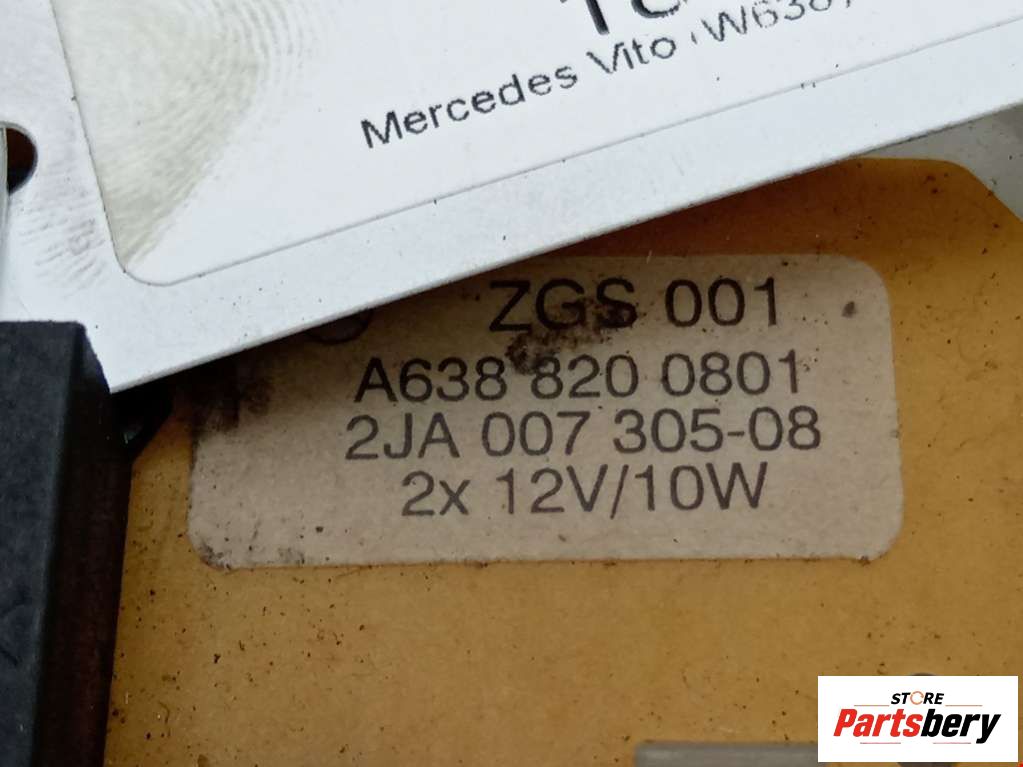 Mercedes Vito
ZGS 001
A638 820 0801
2JA 007 305-08
2x 12V/10W
STORE
Partsbery